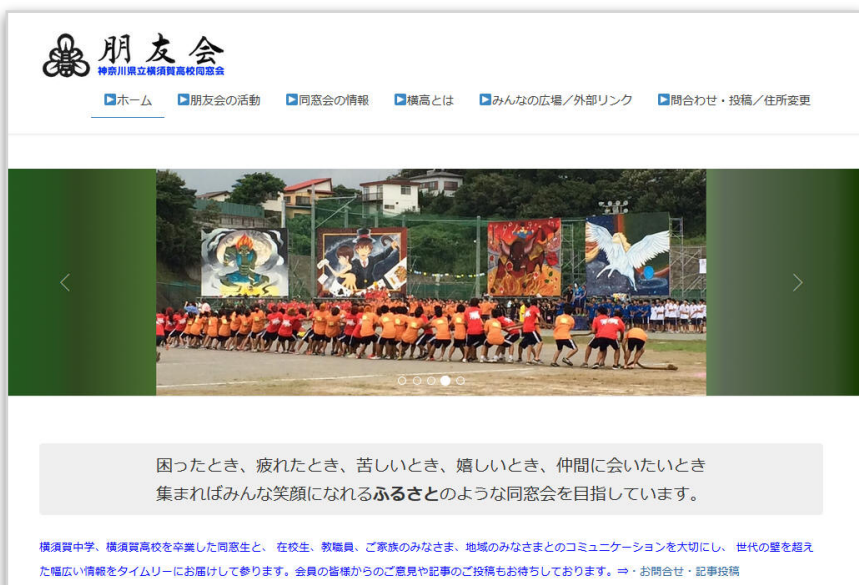 朋友会
神奈川県立横須賀高校同窓会
ホーム
朋友会の活動
同窓会の情報
横高とは
みんなの広場／外部リンク
問合わせ・投稿／住所変更
困ったとき、疲れたとき、苦しいとき、嬉しいとき、仲間に会いたいとき
集まればみんな笑顔になれるふるさとのような同窓会を目指しています。
横須賀中学、横須賀高校を卒業した同窓生と、 在校生、教職員、ご家族のみなさま、地域のみなさまとのコミュニケーションを大切にし、 世代の壁を超え
た幅広い情報をタイムリーにお届けして参ります。会員の皆様からのご意見や記事のご投稿もお待ちしております。⇒・お問合せ・記事投稿